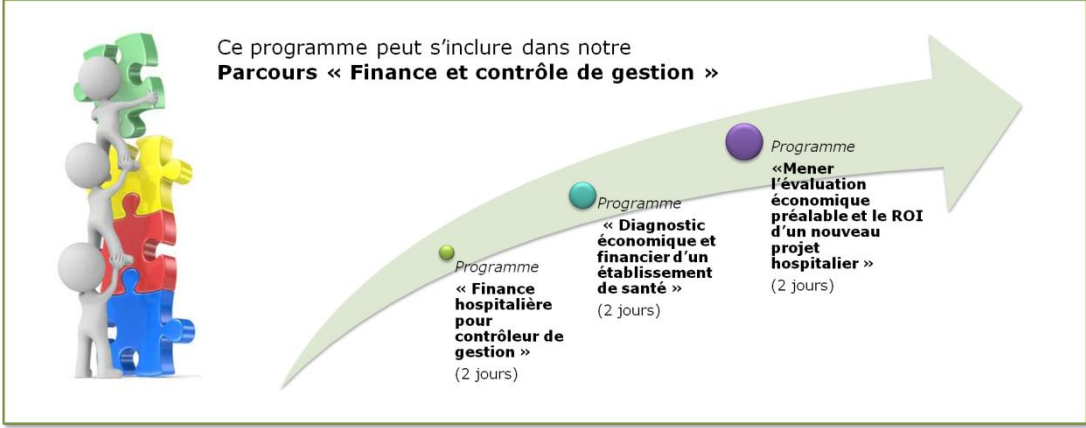 Ce programme peut s’inclure dans notre
Parcours « Finance et contrôle de gestion »
Programme
« Finance
hospitalière
pour
contrôleur de
gestion »
(2 jours)
Programme
« Diagnostic
économique et
financier d’un
établissement
de santé »
(2 jours)
Programme
«Mener
l’évaluation
économique
préalable et le ROI
d’un nouveau
projet
hospitalier »
(2 jours)